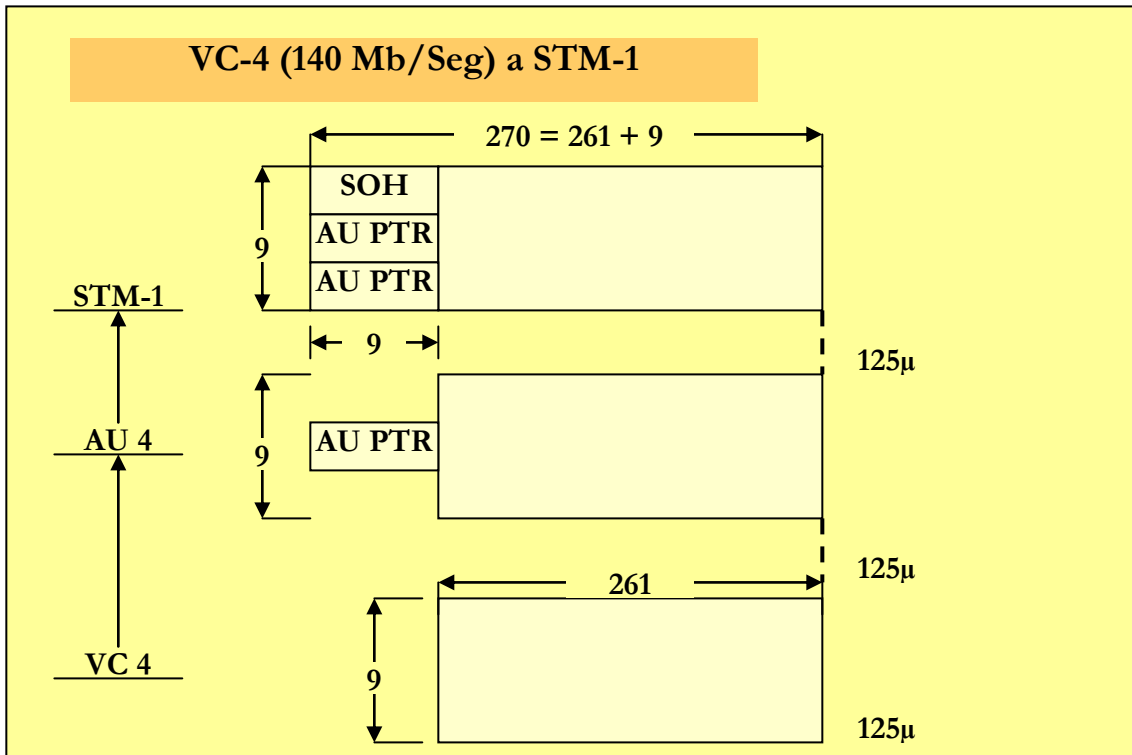 VC-4 (140 Mb/Seg) a STM-1
270 = 261 + 9
SOH
AU PTR
9
AU PTR
STM-1
9
125µ
AU PTR
AU 4
9
125µ
261
VC 4
9
125µ